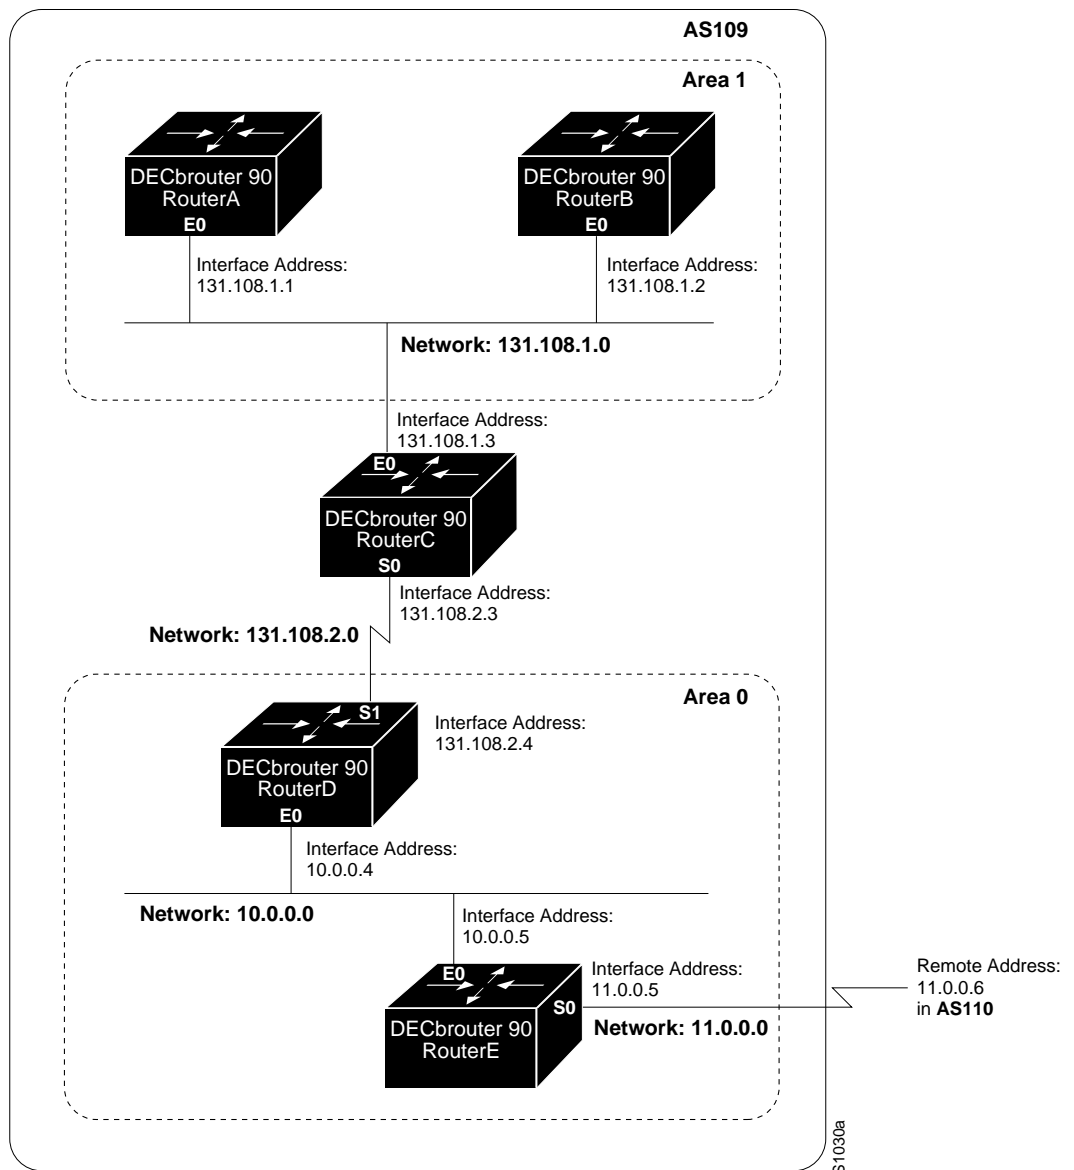 AS109
Area 1
DECbrouter 90
RouterA
E0
DECbrouter 90
RouterB
E0
Interface Address:
131.108.1.1
Interface Address:
131.108.1.2
Network: 131.108.1.0
Interface Address:
131.108.1.3
E0
DECbrouter 90
RouterC
S0
Interface Address:
131.108.2.3
Network: 131.108.2.0
Area 0
S1
Interface Address:
131.108.2.4
DECbrouter 90
RouterD
E0
Interface Address:
10.0.0.4
Network: 10.0.0.0
Interface Address:
10.0.0.5
E0
Interface Address:
11.0.0.5
S0
DECbrouter 90
RouterE
Network: 11.0.0.0
Remote Address:
11.0.0.6
in AS110
S1030a